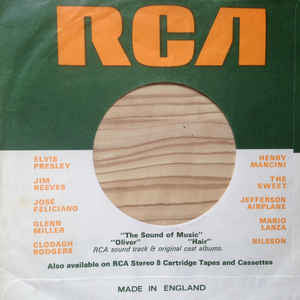 RCA
ELVIS
PRESLEY
JIM
REEVES
JOSÉ
FELICIANO
GLENN
MILLER
CLODAGH
RODGERS
HENRY
MANCINI
THE
SWEET
JEFFERSON
AIRPLANE
MARIO
LANZA
NILSSON
"The Sound of Music"
"Oliver" "Hair"
RCA sound track & original cast albums.
Also available on RCA Stereo 8 Cartridge Tapes and Cassettes
MADE IN ENGLAND